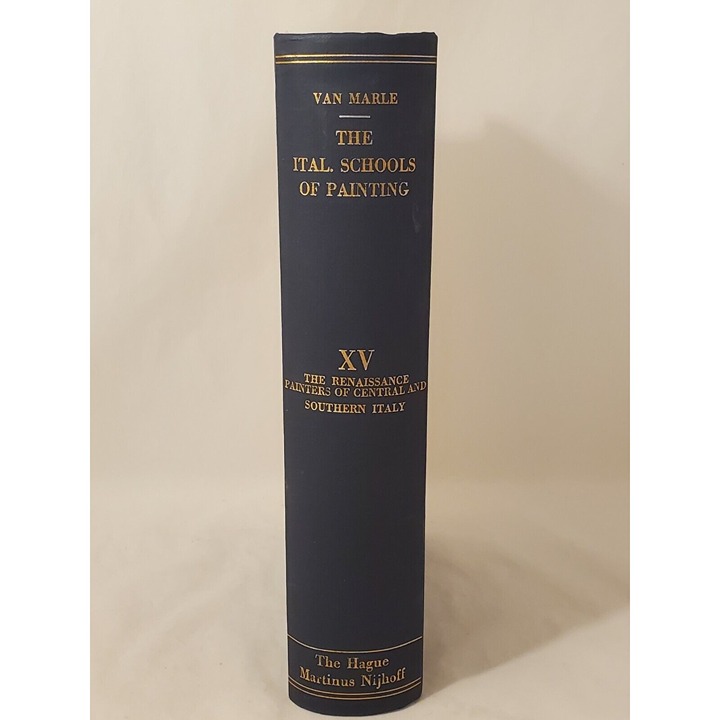 VAN MARLE
THE
ITAL. SCHOOLS
OF PAINTING
XV
THE RENAISSANCE
PAINTERS OF CENTRAL AND
SOUTHERN ITALY
The Hague
Martinus Nijhoff